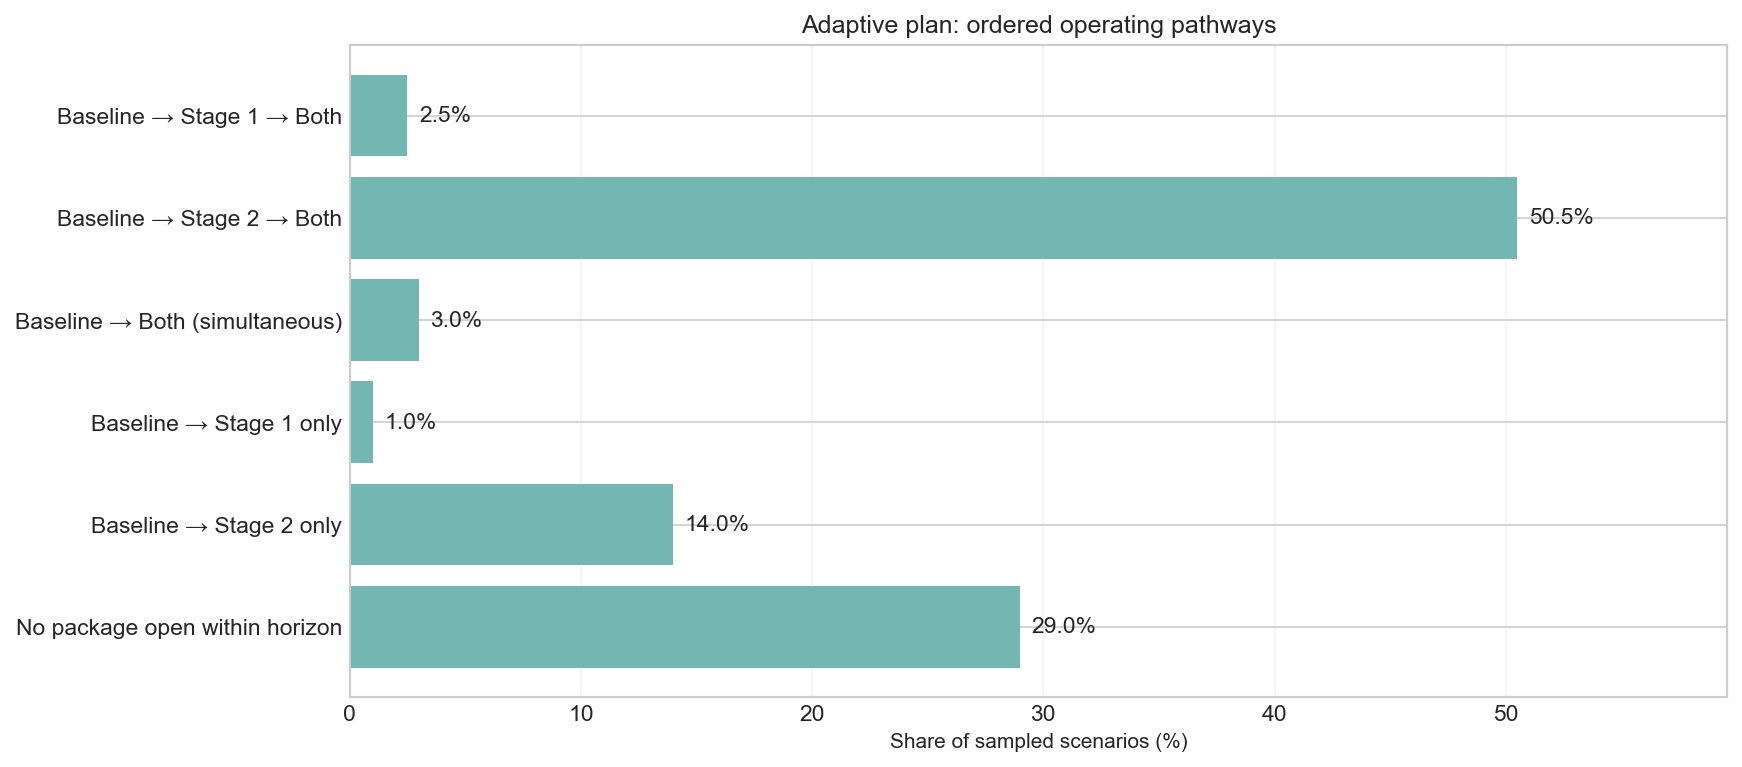 Adaptive plan: ordered operating pathways
Baseline → Stage 1 → Both
2.5%
Baseline → Stage 2 → Both
50.5%
Baseline → Both (simultaneous)
3.0%
Baseline → Stage 1 only
1.0%
Baseline → Stage 2 only
14.0%
No package open within horizon
29.0%
0 10 20 30 40 50
Share of sampled scenarios (%)